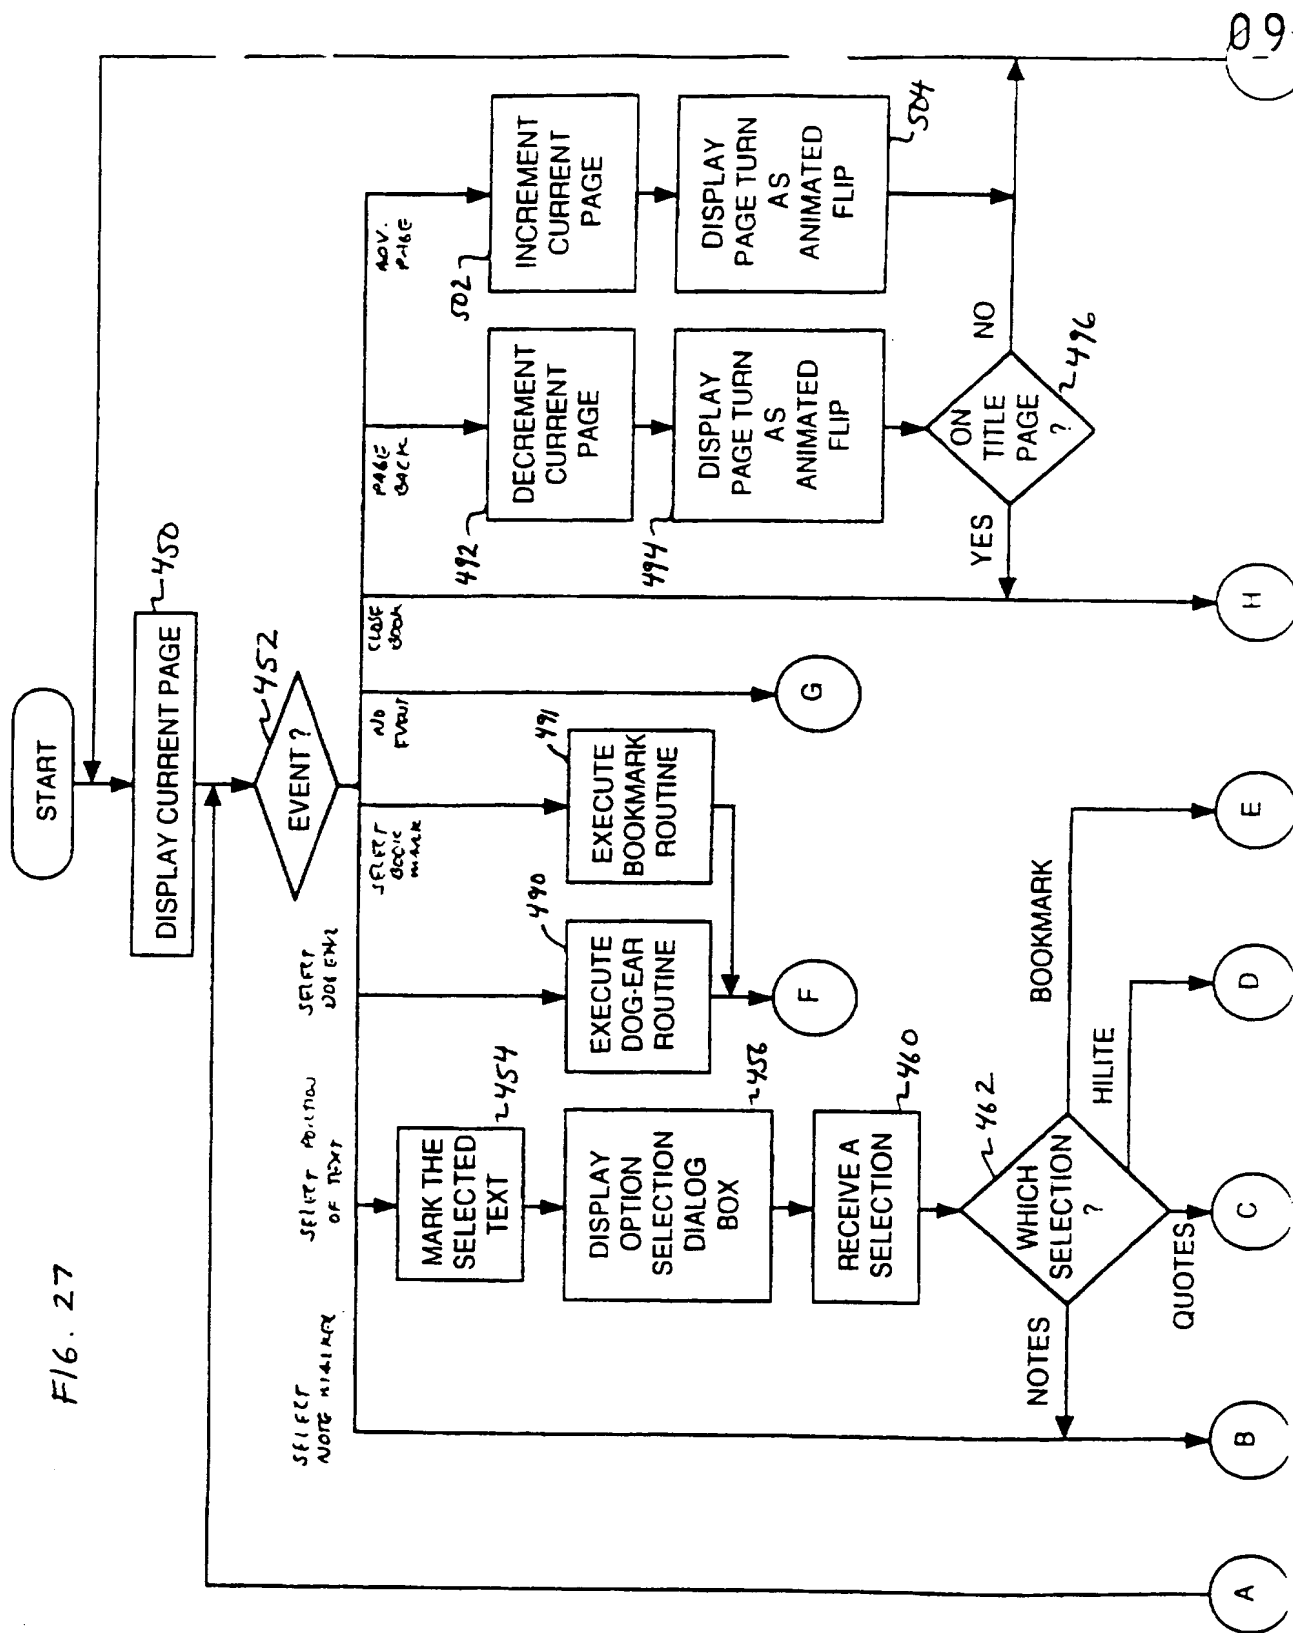 FIG. 27
START
DISPLAY CURRENT PAGE
450
EVENT?
452
SELECT
NOTE MARKER
SELECT PORTION
OF TEXT
SELECT
DOG EAR
SELECT
BOOK
MARK
NO
EVENT
CLOSE
BOOK
PAGE
BACK
ADV.
PAGE
MARK THE
SELECTED
TEXT
454
DISPLAY
OPTION
SELECTION
DIALOG
BOX
RECEIVE A
SELECTION
460
WHICH
SELECTION
?
462
NOTES
QUOTES
HILITE
BOOKMARK
490
EXECUTE
DOG-EAR
ROUTINE
491
EXECUTE
BOOKMARK
ROUTINE
492
DECREMENT
CURRENT
PAGE
494
DISPLAY
PAGE TURN
AS
ANIMATED
FLIP
ON
TITLE
PAGE
?
496
YES
NO
502
INCREMENT
CURRENT
PAGE
DISPLAY
PAGE TURN
AS
ANIMATED
FLIP
504
A
B
C
D
E
F
G
H
09